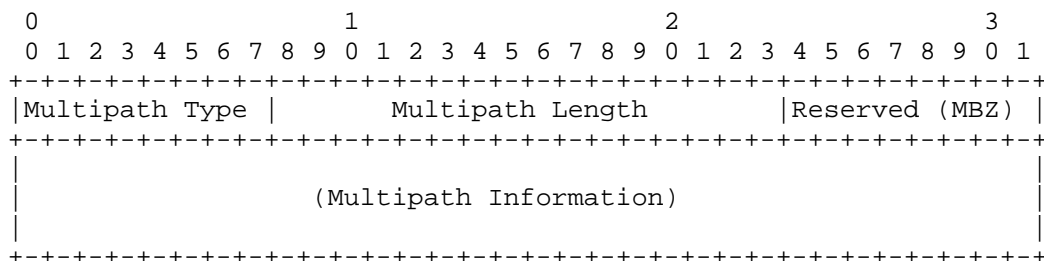 0                   1                   2                   3
 0 1 2 3 4 5 6 7 8 9 0 1 2 3 4 5 6 7 8 9 0 1 2 3 4 5 6 7 8 9 0 1
+-+-+-+-+-+-+-+-+-+-+-+-+-+-+-+-+-+-+-+-+-+-+-+-+-+-+-+-+-+-+-+-+
|Multipath Type |       Multipath Length        |Reserved (MBZ) |
+-+-+-+-+-+-+-+-+-+-+-+-+-+-+-+-+-+-+-+-+-+-+-+-+-+-+-+-+-+-+-+-+
|                                                               |
|                  (Multipath Information)                      |
|                                                               |
+-+-+-+-+-+-+-+-+-+-+-+-+-+-+-+-+-+-+-+-+-+-+-+-+-+-+-+-+-+-+-+-+